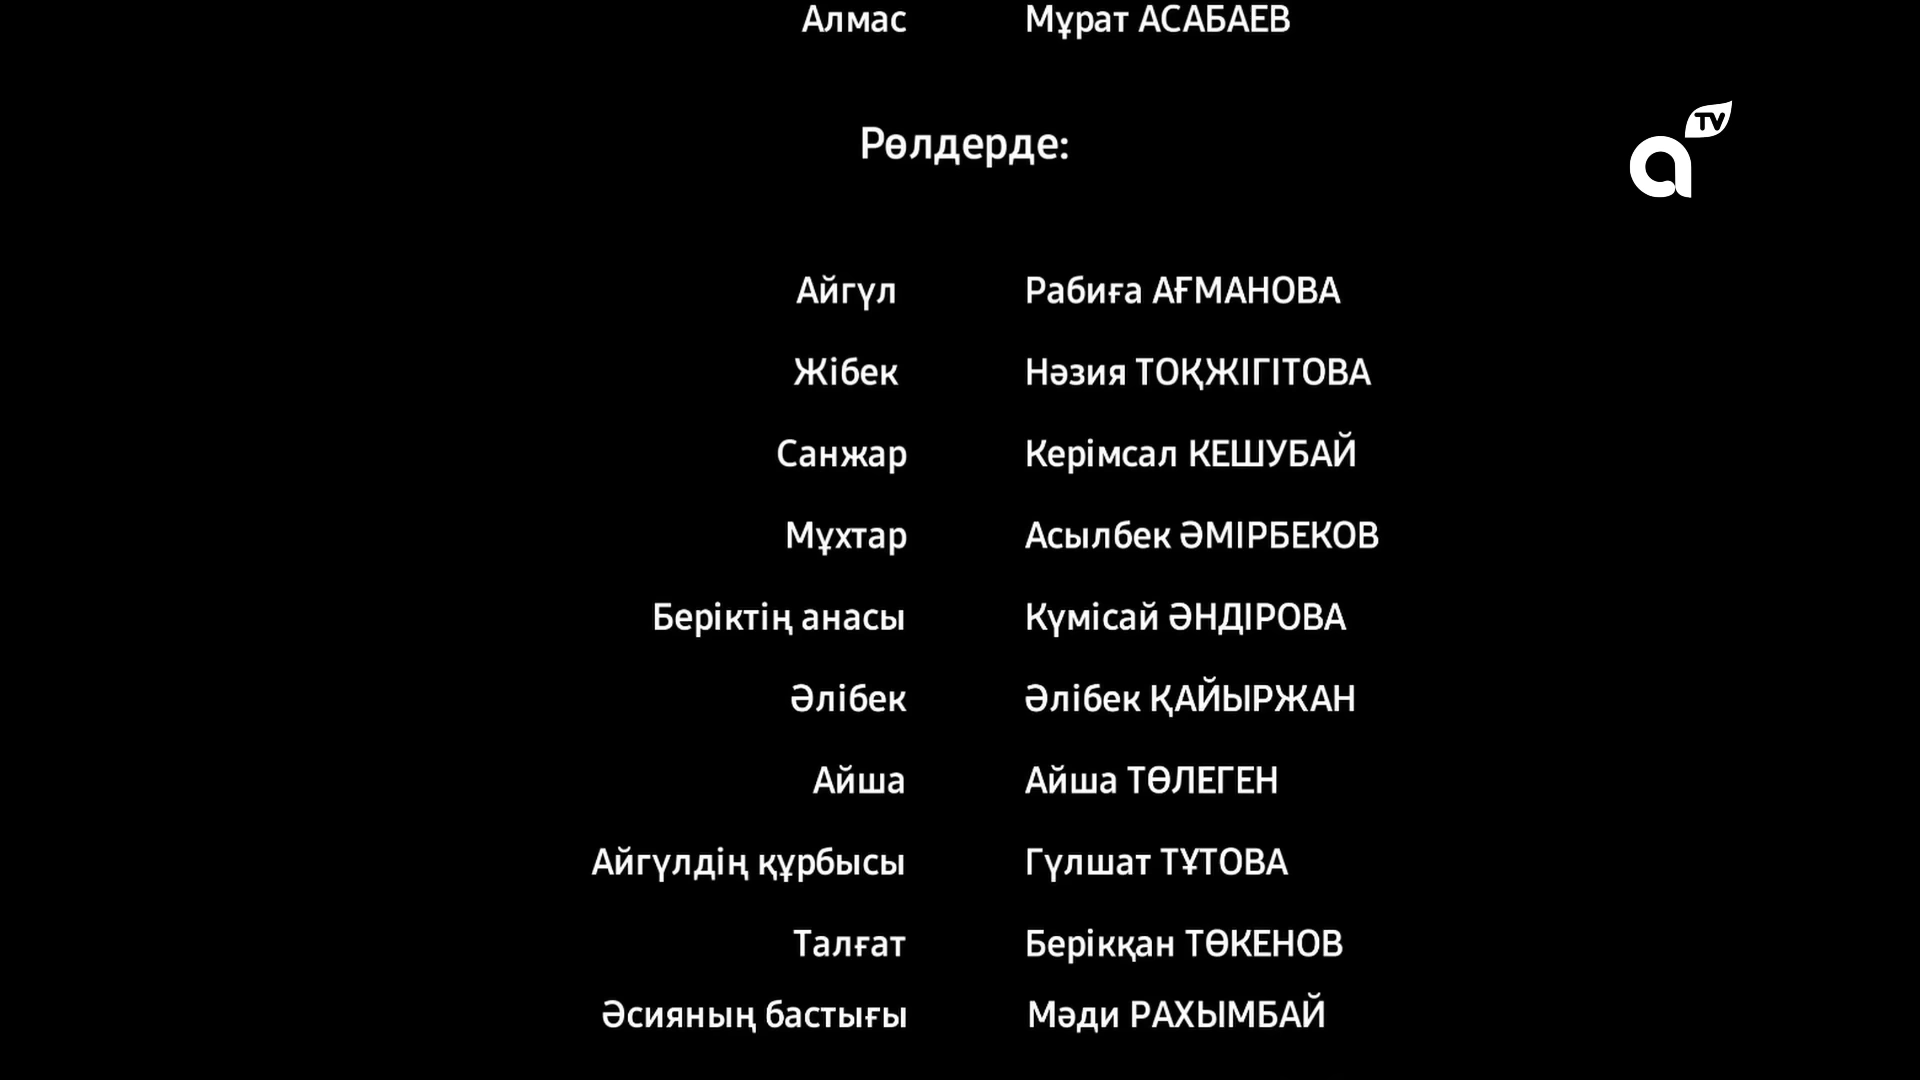 Алмас Мұрат АСАБАЕВ
TV
a
Рөлдерде:
Айгүл Рабиға АҒМАНОВА
Жібек Нәзия ТОҚЖІГІТОВА
Санжар Керімсал КЕШУБАЙ
Мұхтар Асылбек ӘМІРБЕКОВ
Беріктің анасы Күмісай ӘНДІРОВА
Әлібек Әлібек ҚАЙЫРЖАН
Айша Айша ТӨЛЕГЕН
Айгүлдің құрбысы Гүлшат ТҰТОВА
Талғат Беріққан ТӨКЕНОВ
Әсияның бастығы Мәди РАХЫМБАЙ